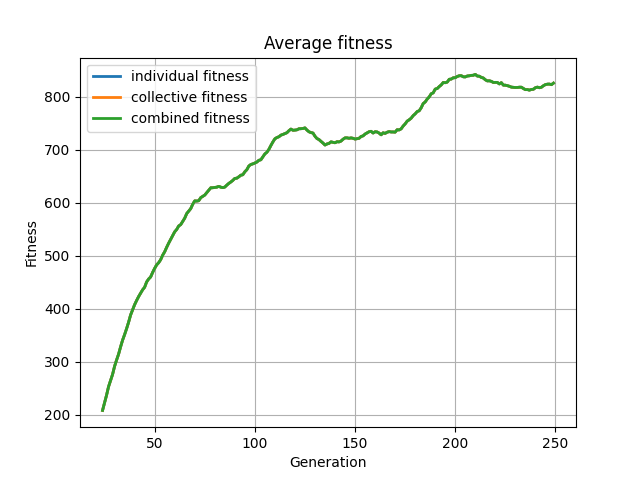 Average fitness
individual fitness
collective fitness
combined fitness
Fitness
800
700
600
500
400
300
200
50 100 150 200 250
Generation